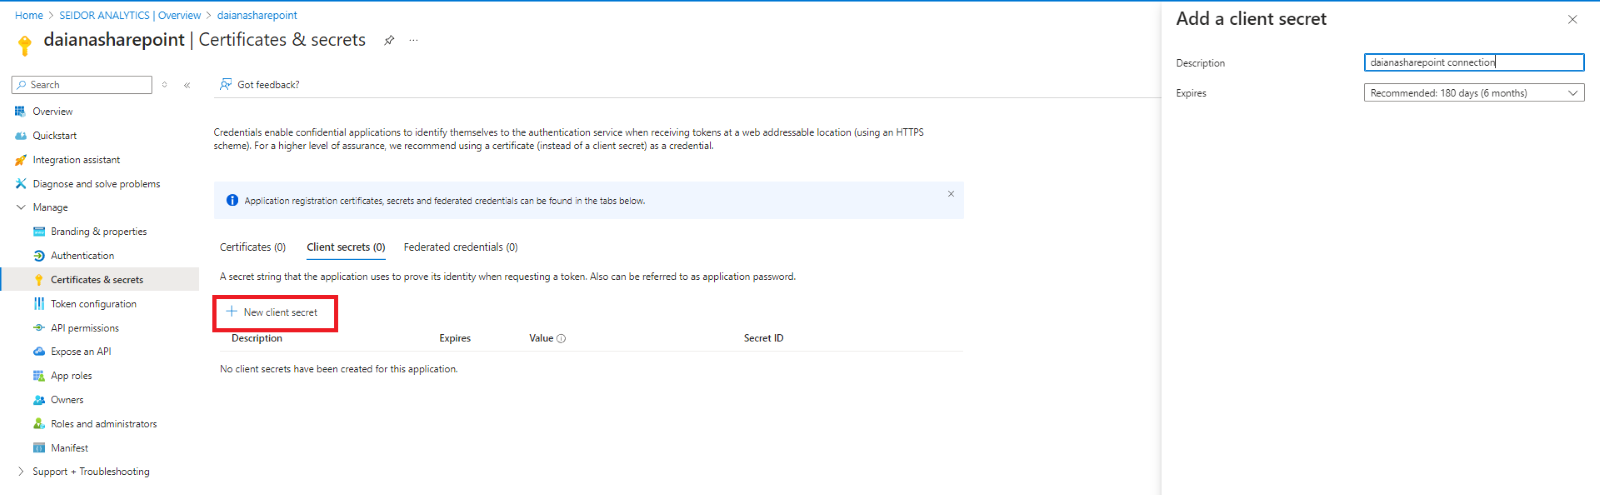 Home > SEIDOR ANALYTICS | Overview > daianasharepoint
daianasharepoint | Certificates & secrets
Search
Overview
Quickstart
Integration assistant
Diagnose and solve problems
Manage
Branding & properties
Authentication
Certificates & secrets
Token configuration
API permissions
Expose an API
App roles
Owners
Roles and administrators
Manifest
Support + Troubleshooting
Got feedback?
Credentials enable confidential applications to identify themselves to the authentication service when receiving tokens at a web addressable location (using an HTTPS
scheme). For a higher level of assurance, we recommend using a certificate (instead of a client secret) as a credential.
Application registration certificates, secrets and federated credentials can be found in the tabs below.
Certificates (0) Client secrets (0) Federated credentials (0)
A secret string that the application uses to prove its identity when requesting a token. Also can be referred to as application password.
New client secret
Description Expires Value Secret ID
No client secrets have been created for this application.
Add a client secret
Description daianasharepoint connection
Expires Recommended: 180 days (6 months)